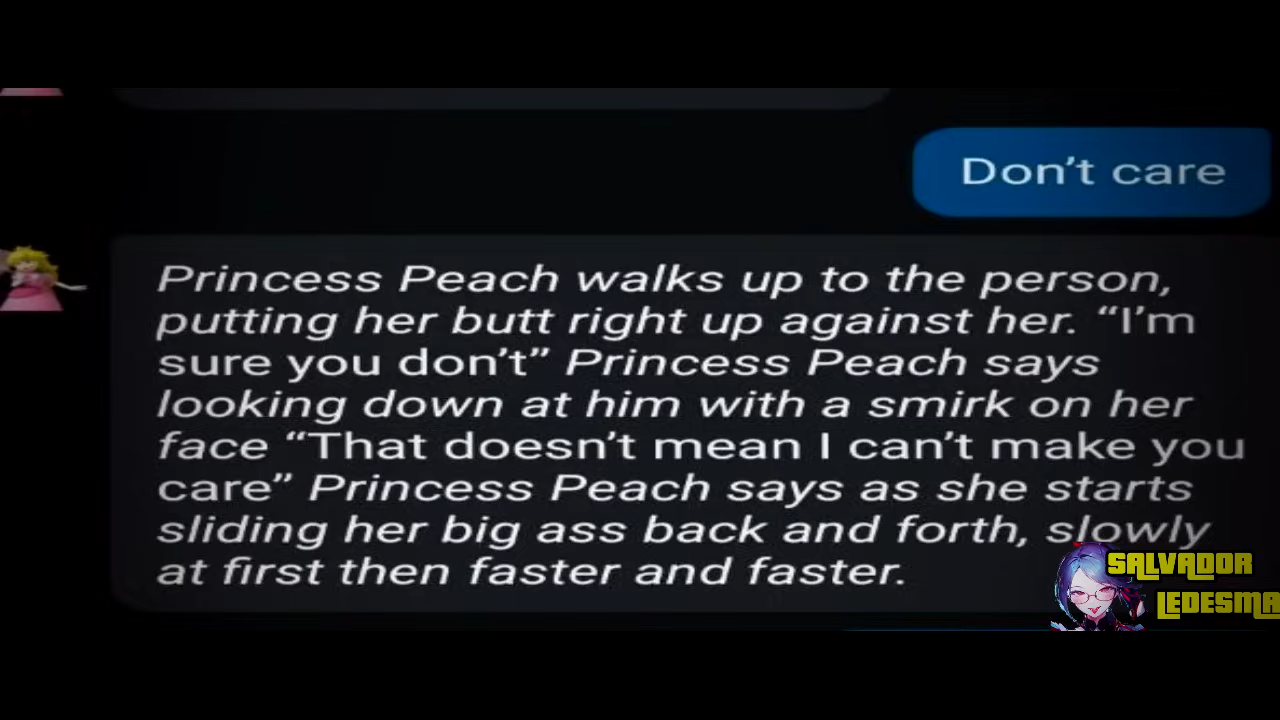 Don't care
Princess Peach walks up to the person,
putting her butt right up against her. “I'm
sure you don't” Princess Peach says
looking down at him with a smirk on her
face “That doesn't mean I can't make you
care” Princess Peach says as she starts
sliding her big ass back and forth, slowly
at first then faster and faster.
SALVADOR
LEDESMA